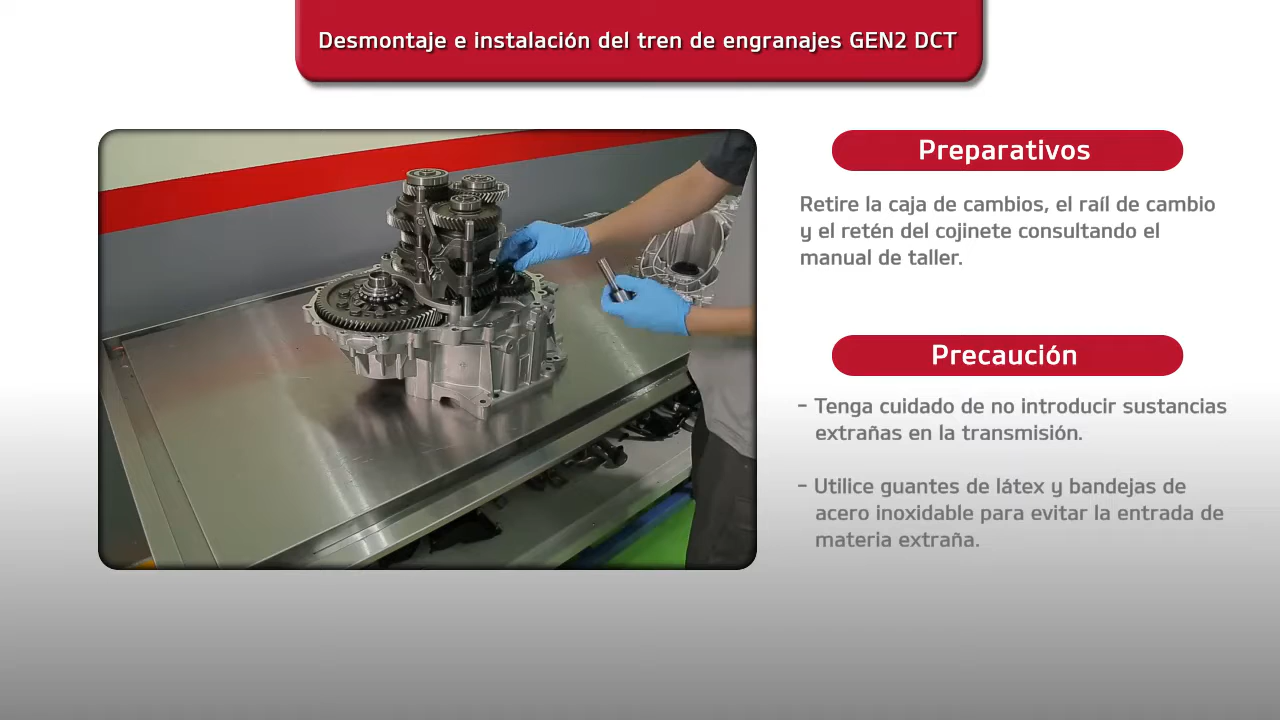 Desmontaje e instalación del tren de engranajes GEN2 DCT
Preparativos
Retire la caja de cambios, el raíl de cambio
y el retén del cojinete consultando el
manual de taller.
Precaución
- Tenga cuidado de no introducir sustancias
extrañas en la transmisión.
- Utilice guantes de látex y bandejas de
acero inoxidable para evitar la entrada de
materia extraña.